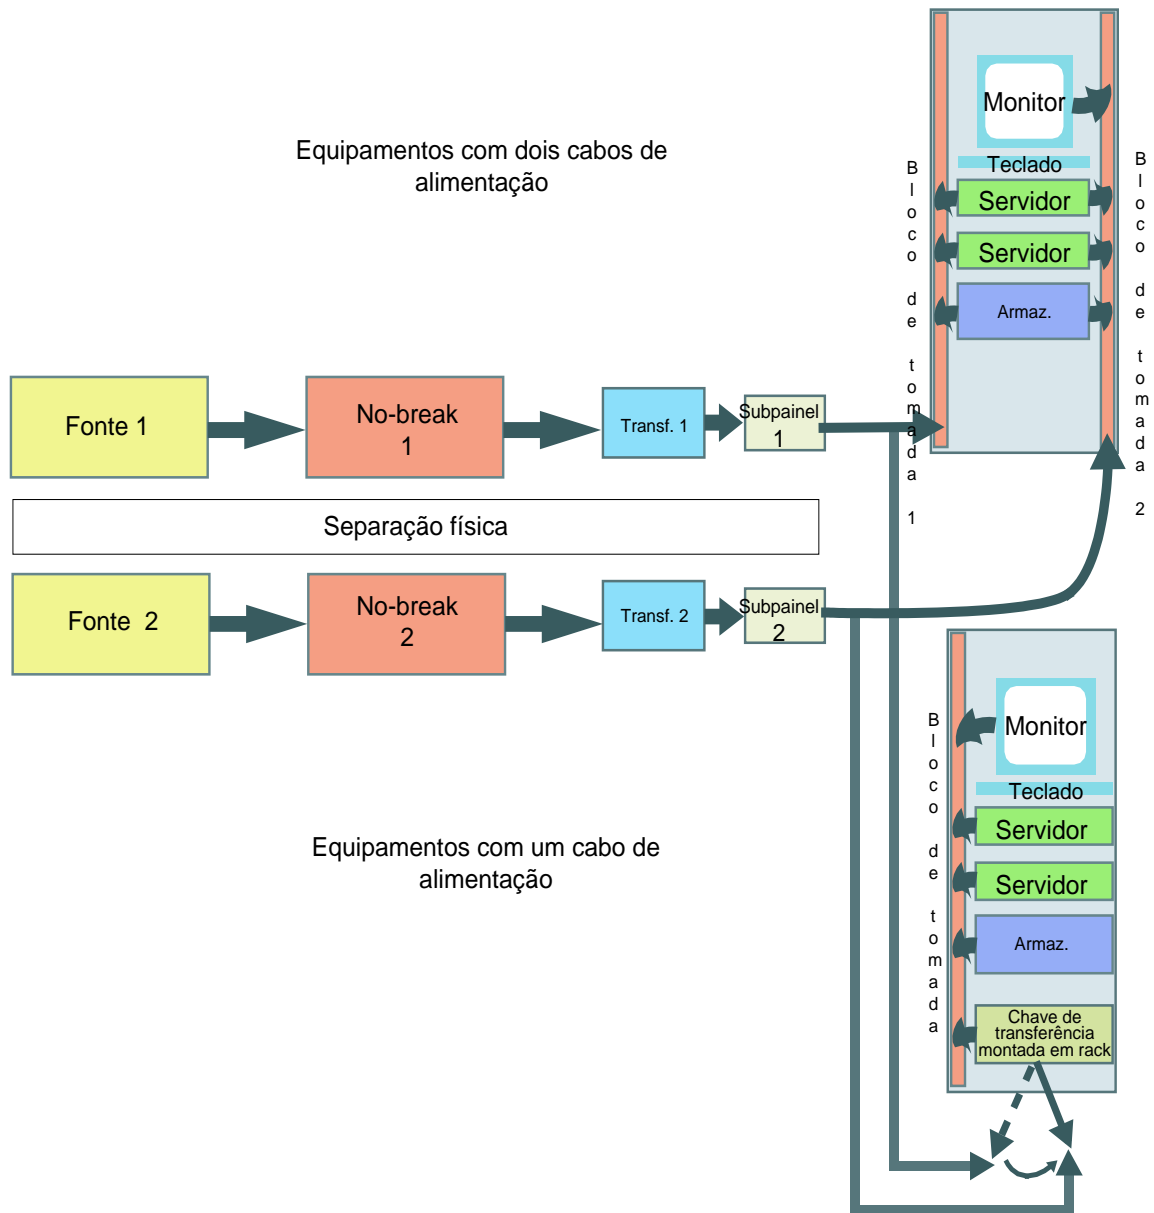 Monitor
Equipamentos com dois cabos de
alimentação
Teclado
Servidor
Servidor
Armaz.
Bloco de tomada 1
Bloco de tomada 2
Fonte 1
No-break
1
Transf. 1
Subpainel
1
Separação física
Fonte 2
No-break
2
Transf. 2
Subpainel
2
Monitor
Teclado
Bloco de tomada
Servidor
Equipamentos com um cabo de
alimentação
Servidor
Armaz.
Chave de
transferência
montada em rack